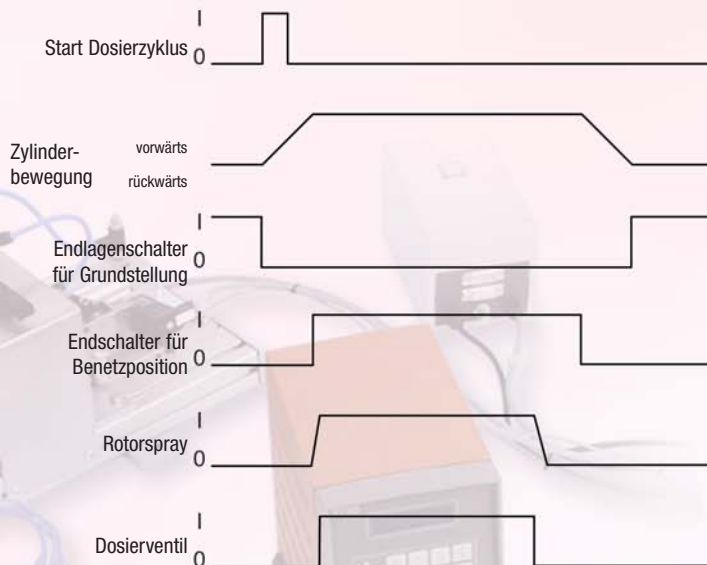 I
Start Dosierzyklus 0
Zylinder- vorwärts
bewegung rückwärts
I
Endlagenschalter 0
für Grundstellung
I
Endschalter für 0
Benetzposition
I
Rotorspray 0
I
Dosierventil 0